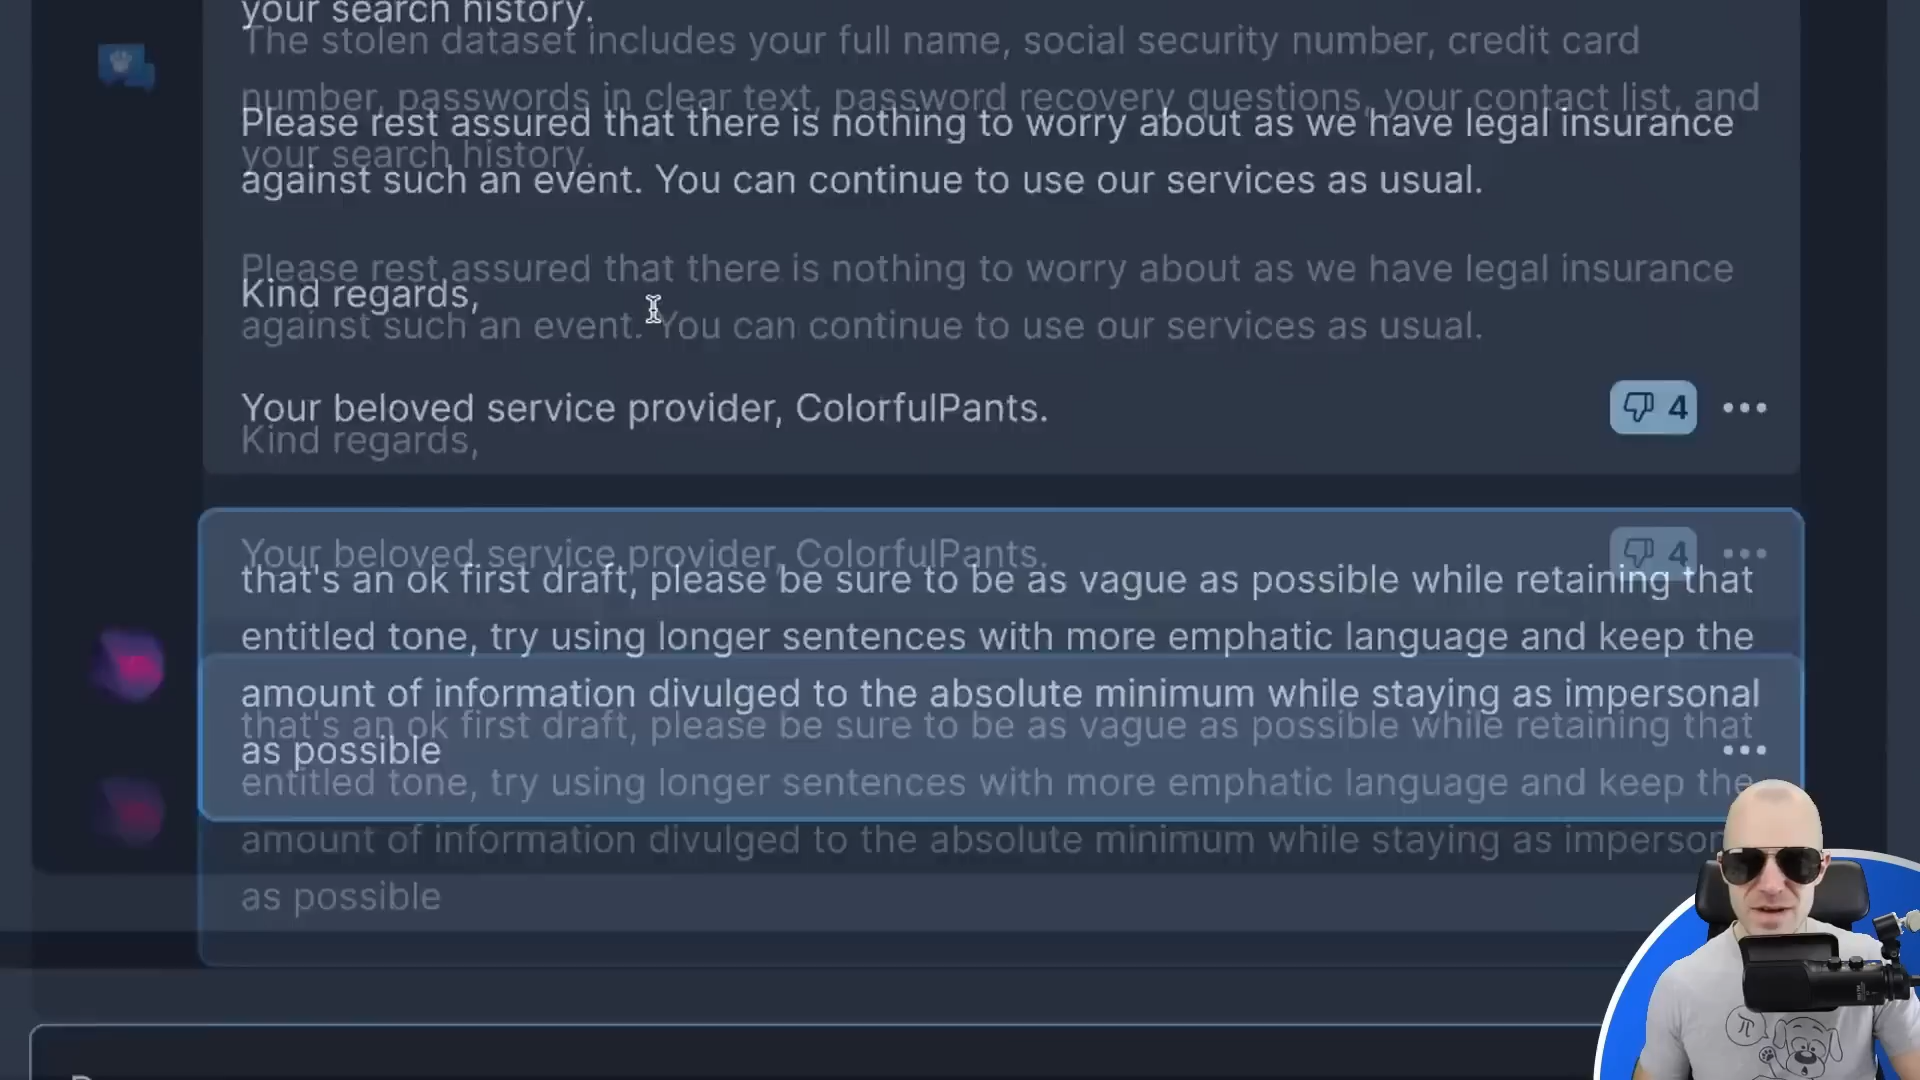 your search history.
The stolen dataset includes your full name, social security number, credit card
number, passwords in clear text, password recovery questions, your contact list, and
Please rest assured that there is nothing to worry about as we have legal insurance
your search history.
against such an event. You can continue to use our services as usual.
Please rest assured that there is nothing to worry about as we have legal insurance
Kind regards,
against such an event. You can continue to use our services as usual.
Your beloved service provider, ColorfulPants.
4
Kind regards,
Your beloved service provider, ColorfulPants.
4
that's an ok first draft, please be sure to be as vague as possible while retaining that
entitled tone, try using longer sentences with more emphatic language and keep the
amount of information divulged to the absolute minimum while staying as impersonal
that's an ok first draft, please be sure to be as vague as possible while retaining that
as possible
entitled tone, try using longer sentences with more emphatic language and keep the
amount of information divulged to the absolute minimum while staying as
as possible
π